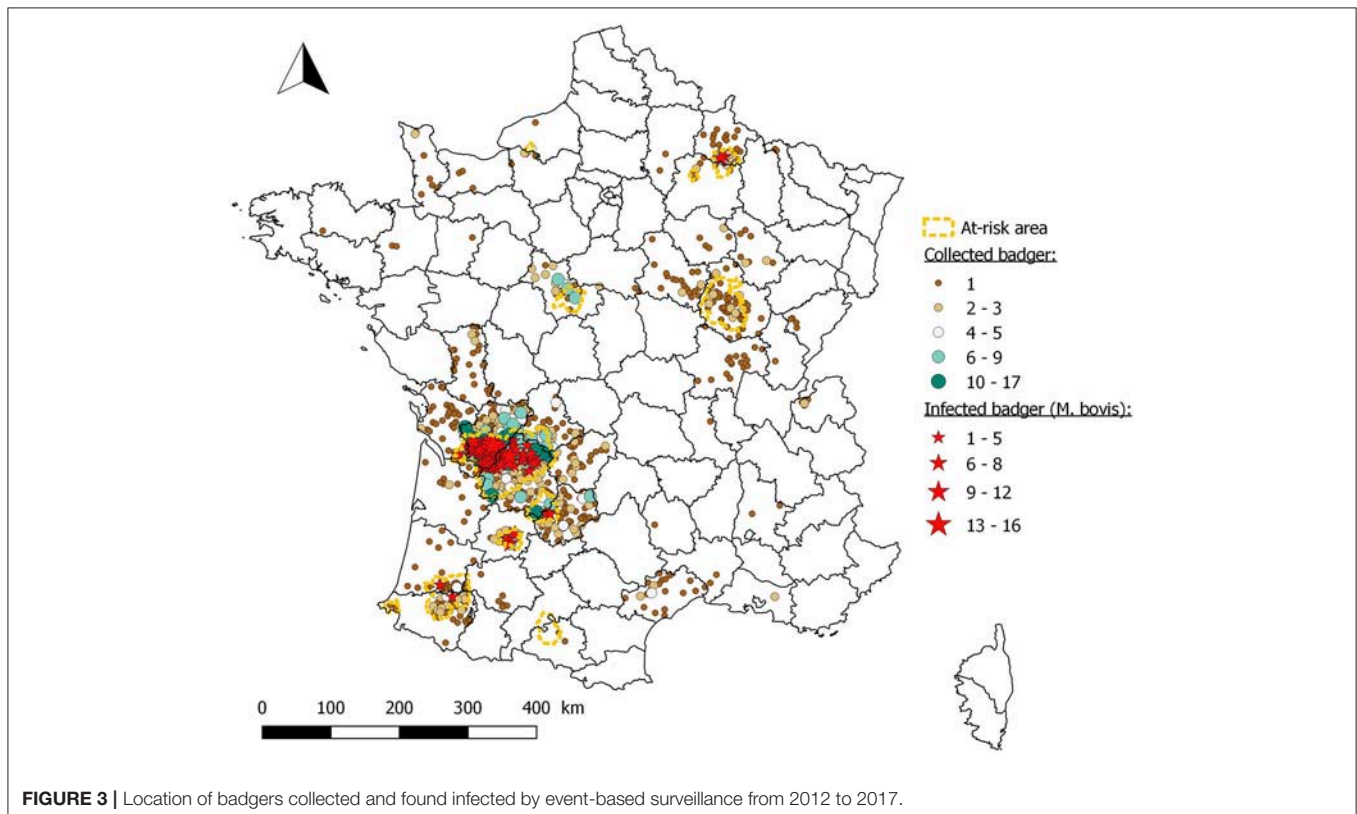 At-risk area
Collected badger:
1
2 - 3
4 - 5
6 - 9
10 - 17
Infected badger (M. bovis):
1 - 5
6 - 8
9 - 12
13 - 16
0 100 200 300 400 km
FIGURE 3 | Location of badgers collected and found infected by event-based surveillance from 2012 to 2017.